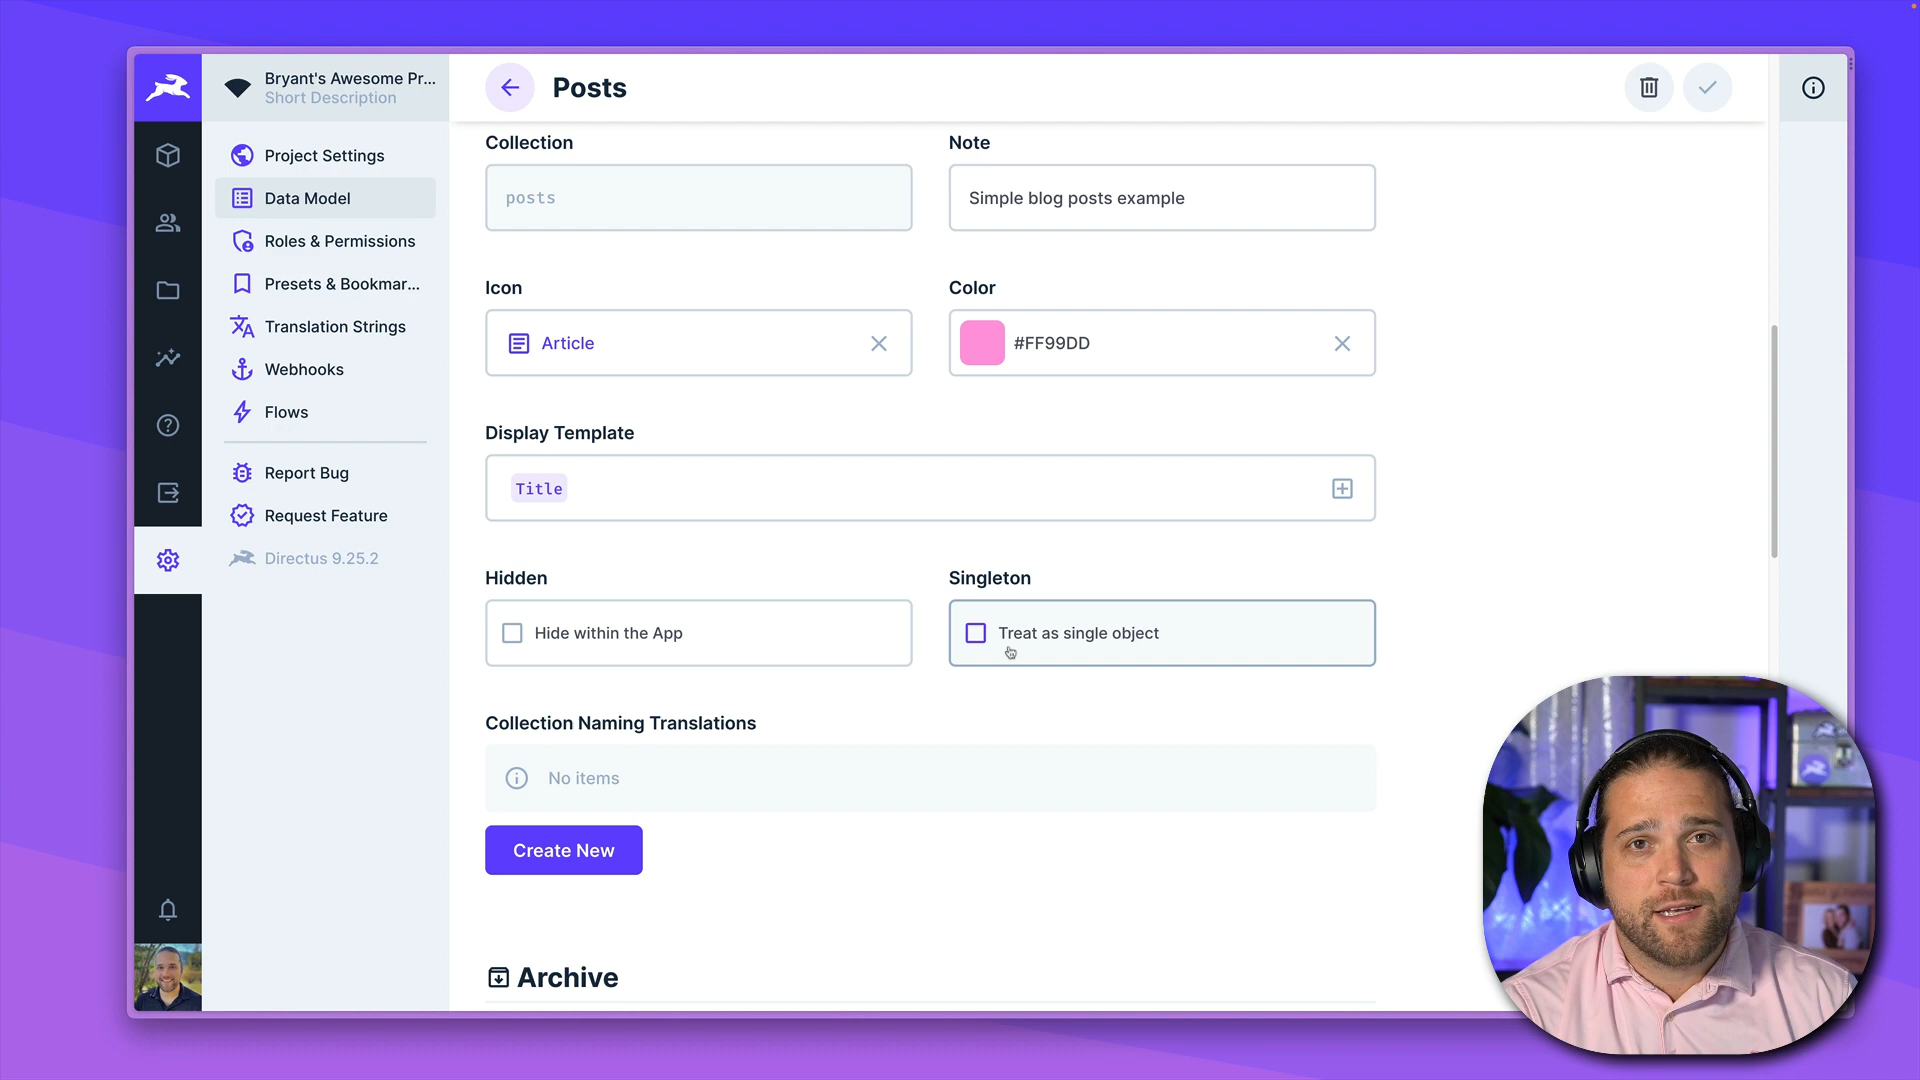 Bryant's Awesome Pr...
Short Description
Project Settings
Data Model
Roles & Permissions
Presets & Bookmar...
Translation Strings
Webhooks
Flows
Report Bug
Request Feature
Directus 9.25.2
Posts
Collection
Note
posts
Simple blog posts example
Icon
Color
Article
#FF99DD
Display Template
Title
Hidden
Singleton
Hide within the App
Treat as single object
Collection Naming Translations
No items
Create New
Archive